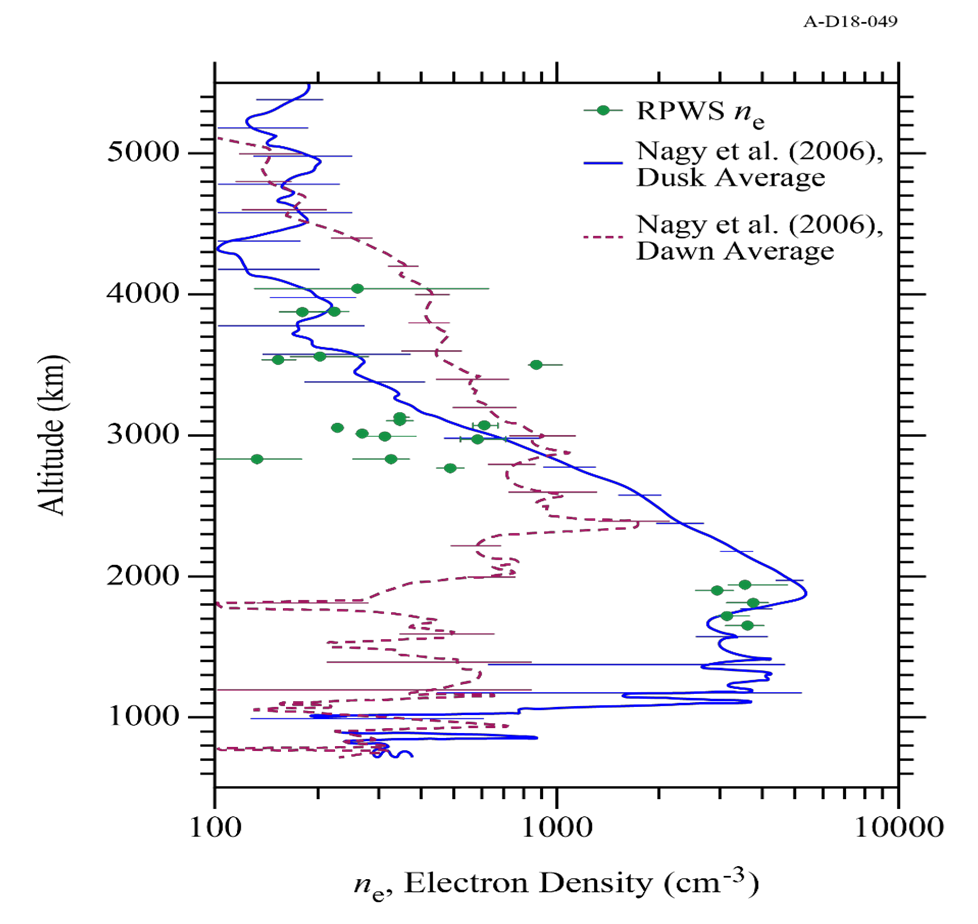 A-D18-049
RPWS ne
Nagy et al. (2006),
Dusk Average
Nagy et al. (2006),
Dawn Average
5000
4000
3000
2000
1000
Altitude (km)
100
1000
10000
ne, Electron Density (cm-3)